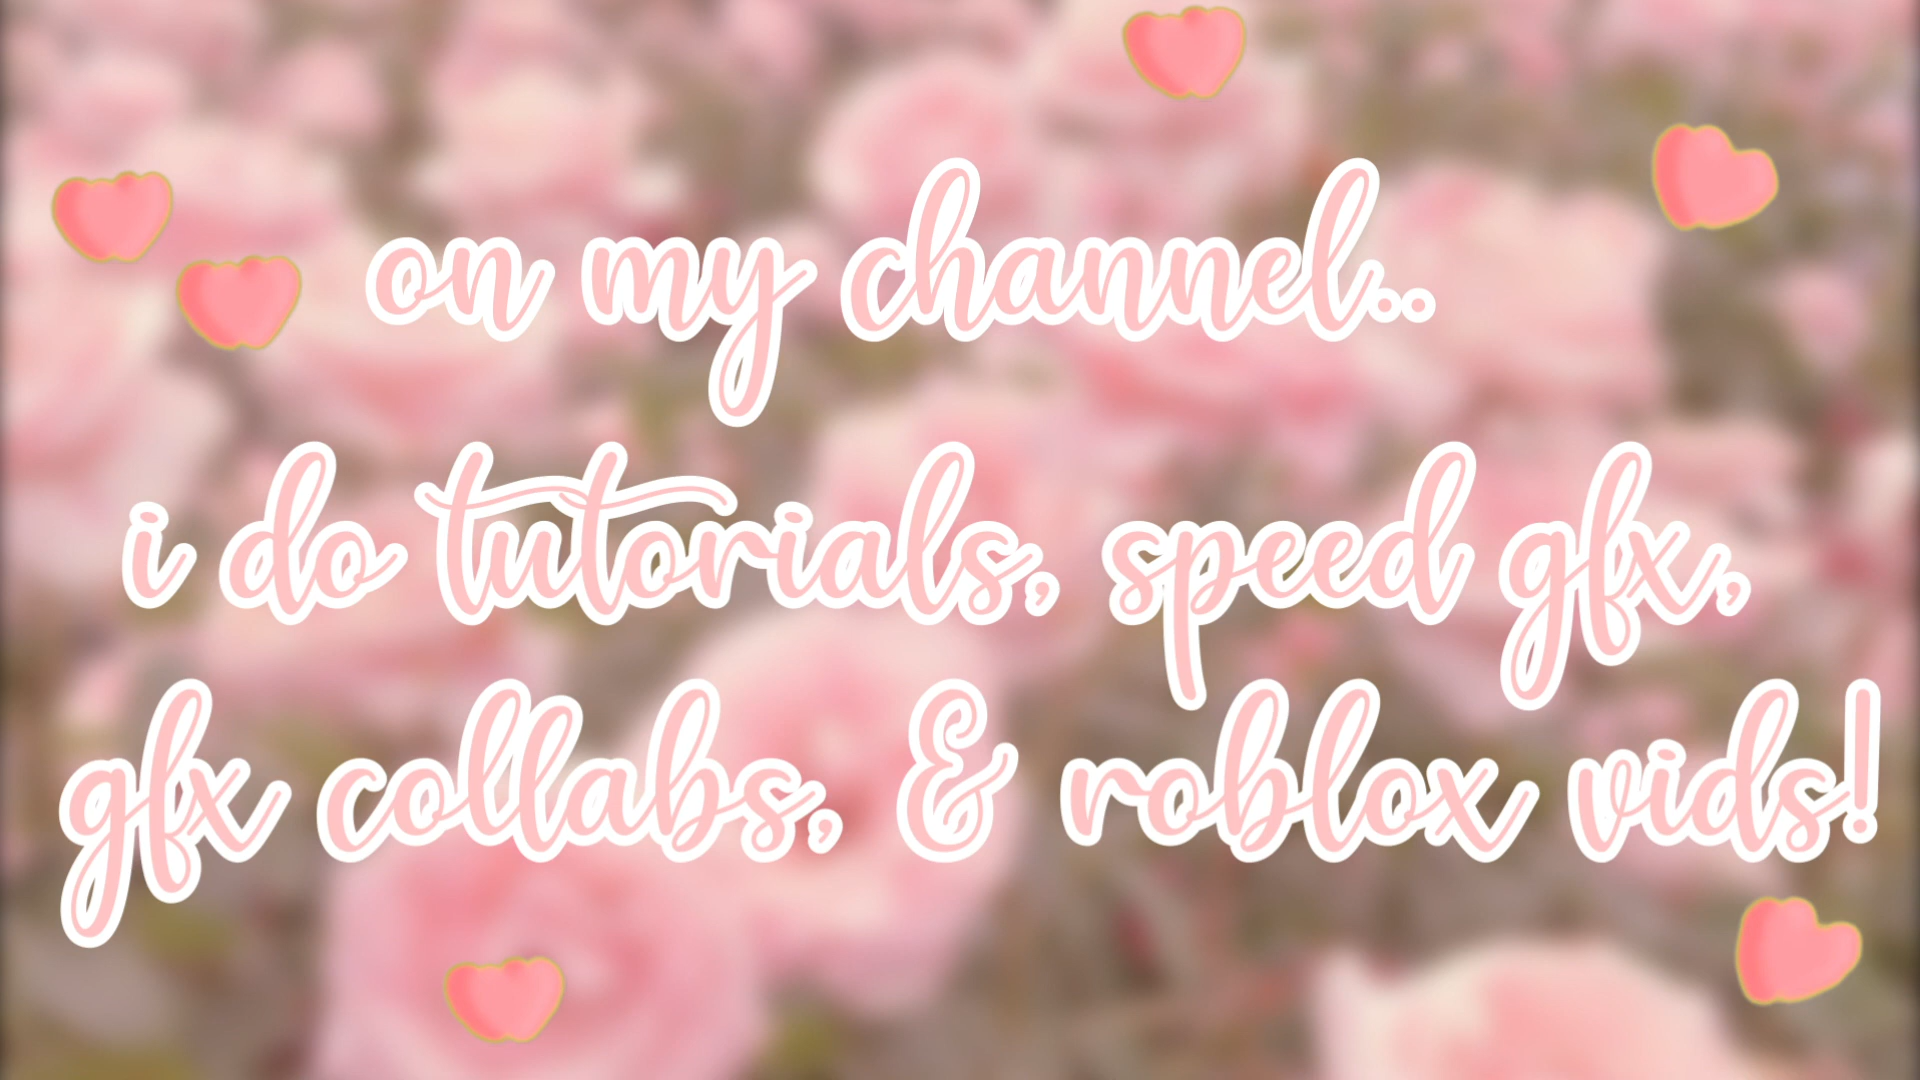 on my channel..
i do tutorials, speed gfx,
gfx collabs, & roblox vids!